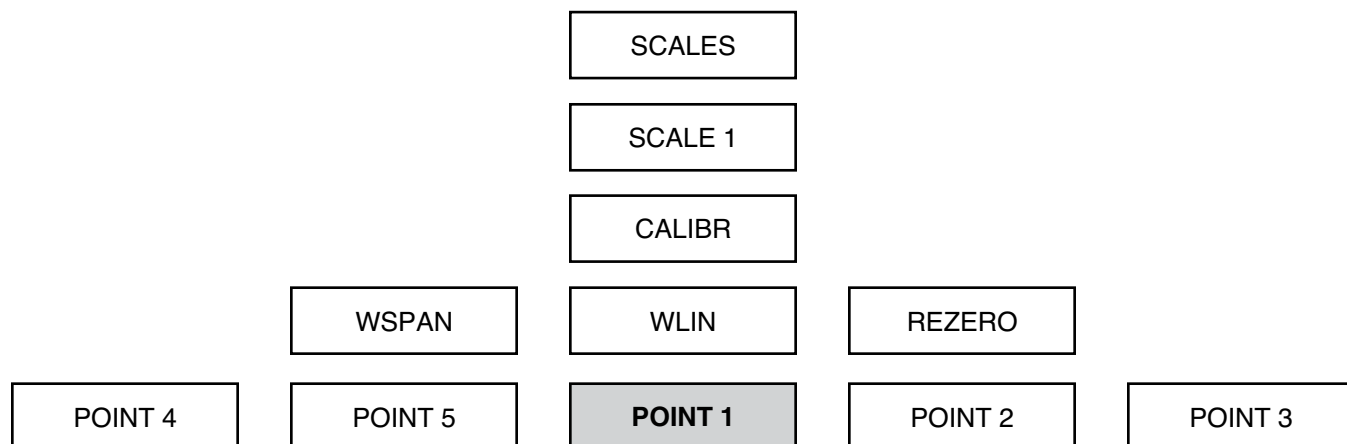 SCALES
SCALE 1
CALIBR
WSPAN WLIN REZERO
POINT 4 POINT 5 POINT 1 POINT 2 POINT 3